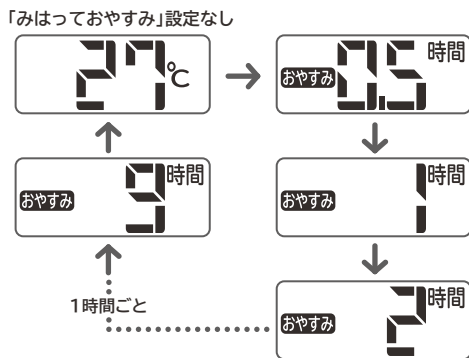 「みはっておやすみ」設定なし
27℃
おやすみ 0.5 時間
おやすみ 9 時間
おやすみ 1 時間
1時間ごと
おやすみ 2 時間